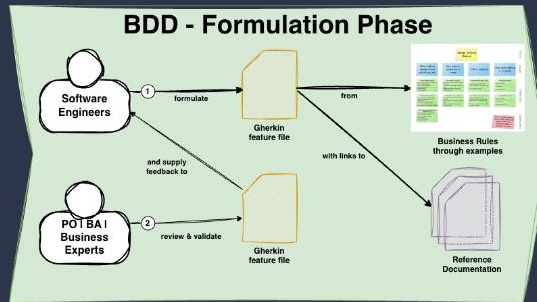 BDD - Formulation Phase
Software
Engineers
1
formulate
Gherkin
feature file
from
Business Rules
through examples
and supply
feedback to
with links to
PO | BA |
Business
Experts
2
review & validate
Gherkin
feature file
Reference
Documentation